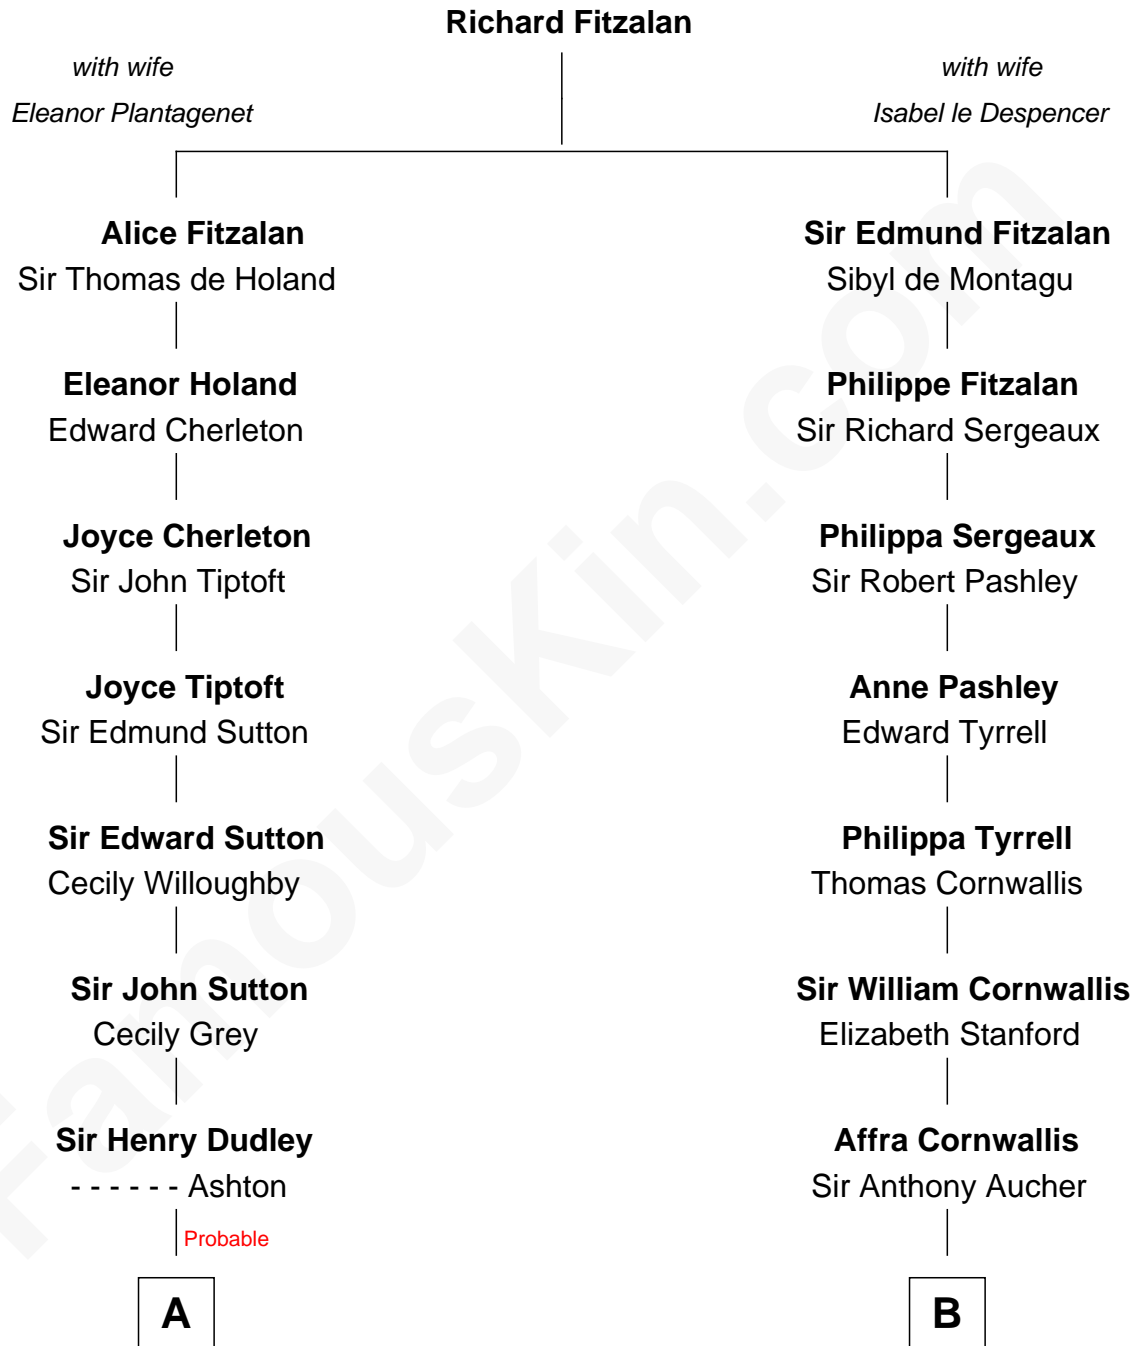 Richard Fitzalan
with wife
Eleanor Plantagenet
with wife
Isabel le Despencer
Alice Fitzalan
Sir Thomas de Holand
Sir Edmund Fitzalan
Sibyl de Montagu
Eleanor Holand
Edward Cherleton
Philippe Fitzalan
Sir Richard Sergeaux
Joyce Cherleton
Sir John Tiptoft
Philippa Sergeaux
Sir Robert Pashley
Joyce Tiptoft
Sir Edmund Sutton
Anne Pashley
Edward Tyrrell
Sir Edward Sutton
Cecily Willoughby
Philippa Tyrrell
Thomas Cornwallis
Sir John Sutton
Cecily Grey
Sir William Cornwallis
Elizabeth Stanford
Sir Henry Dudley
- - - - - - Ashton
Probable
Affra Cornwallis
Sir Anthony Aucher
A
B
FamousKin.com